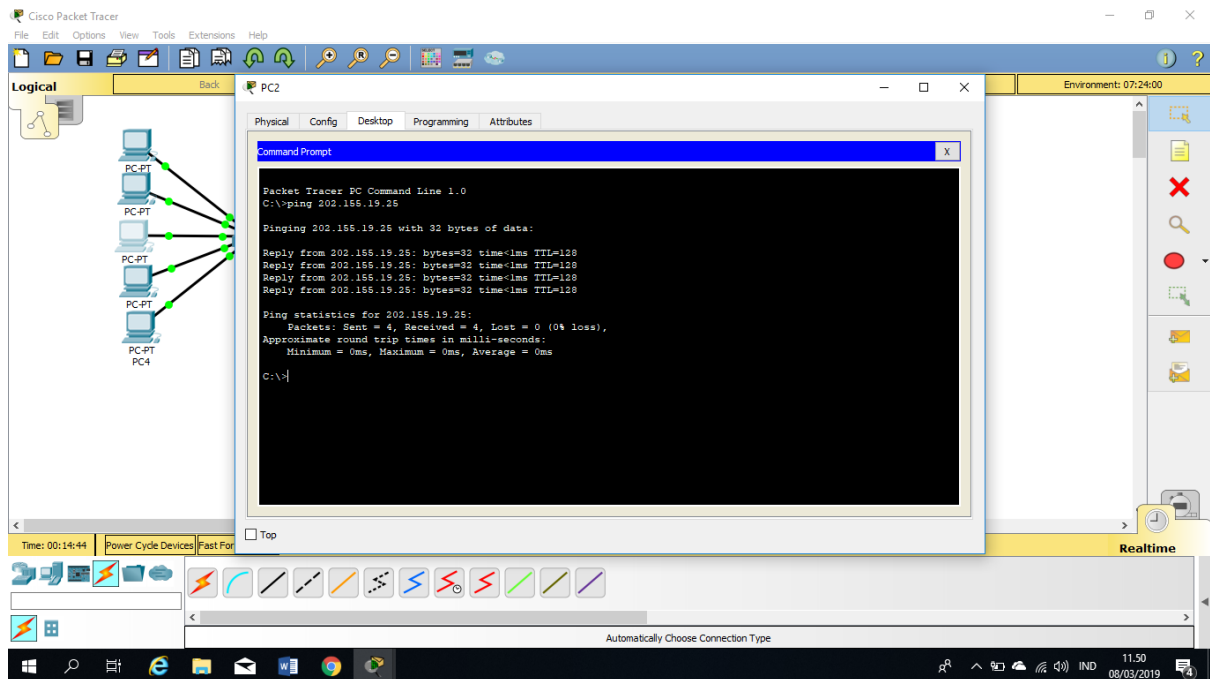 Cisco Packet Tracer
File Edit Options View Tools Extensions Help
Logical
Back
Environment: 07:24:00
PC2
Physical Config Desktop Programming Attributes
Command Prompt
X
Packet Tracer PC Command Line 1.0
C:\>ping 202.155.19.25
Pinging 202.155.19.25 with 32 bytes of data:
Reply from 202.155.19.25: bytes=32 time<1ms TTL=128
Reply from 202.155.19.25: bytes=32 time<1ms TTL=128
Reply from 202.155.19.25: bytes=32 time<1ms TTL=128
Reply from 202.155.19.25: bytes=32 time<1ms TTL=128
Ping statistics for 202.155.19.25:
Packets: Sent = 4, Received = 4, Lost = 0 (0% loss),
Approximate round trip times in milli-seconds:
Minimum = 0ms, Maximum = 0ms, Average = 0ms
C:\>
PC-PT
PC-PT
PC-PT
PC-PT
PC-PT
PC4
Top
Time: 00:14:44 Power Cycle Devices Fast For
Realtime
Automatically Choose Connection Type
IND
11.50
08/03/2019
4